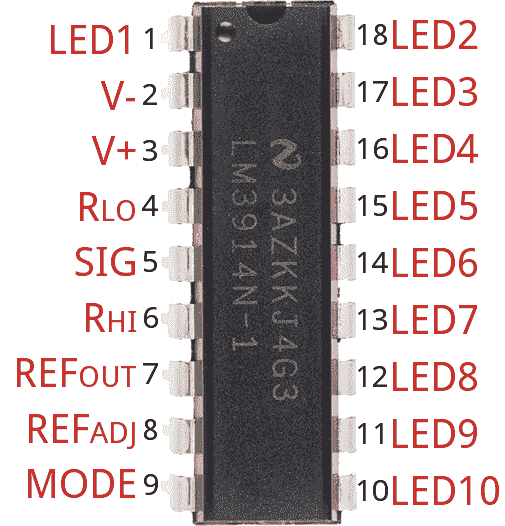 LED1 1 18 LED2
V- 2 17 LED3
V+ 3 16 LED4
RLO 4 15 LED5
SIG 5 14 LED6
RHI 6 13 LED7
REFOUT 7 12 LED8
REFADJ 8 11 LED9
MODE 9 10 LED10
3AZKKJ4G3
LM3914N-1